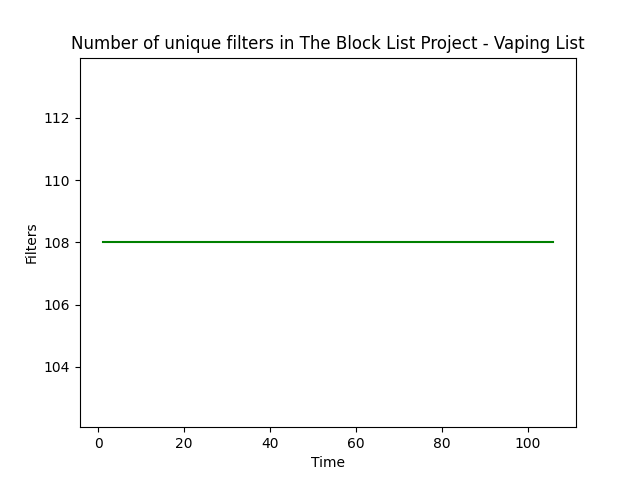 Number of unique filters in The Block List Project - Vaping List
112
110
108
106
104
Filters
0 20 40 60 80 100
Time